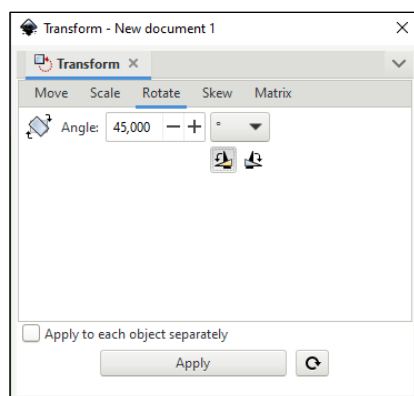 Transform - New document 1
Transform
Move Scale Rotate Skew Matrix
Angle: 45,000 °
Apply to each object separately
Apply